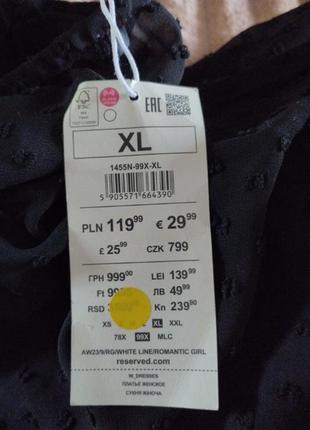 FSC
EAC
XL
1455N-99X-XL
5 905571 664390
PLN 119⁹⁹ € 29⁹⁹
£ 25⁹⁹ CZK 799
ГРН 999⁰⁰ LEI 139⁹⁹
Ft ЛВ 49⁹⁹
RSD Kn 239⁹⁰
XS L XL XXL
78X 99X MLC
AW23/9/RG/WHITE LINE/ROMANTIC GIRL
reserved.com
W_DRESSES
ПЛАТЬЕ ЖЕНСКОЕ
СУКНЯ ЖІНОЧА